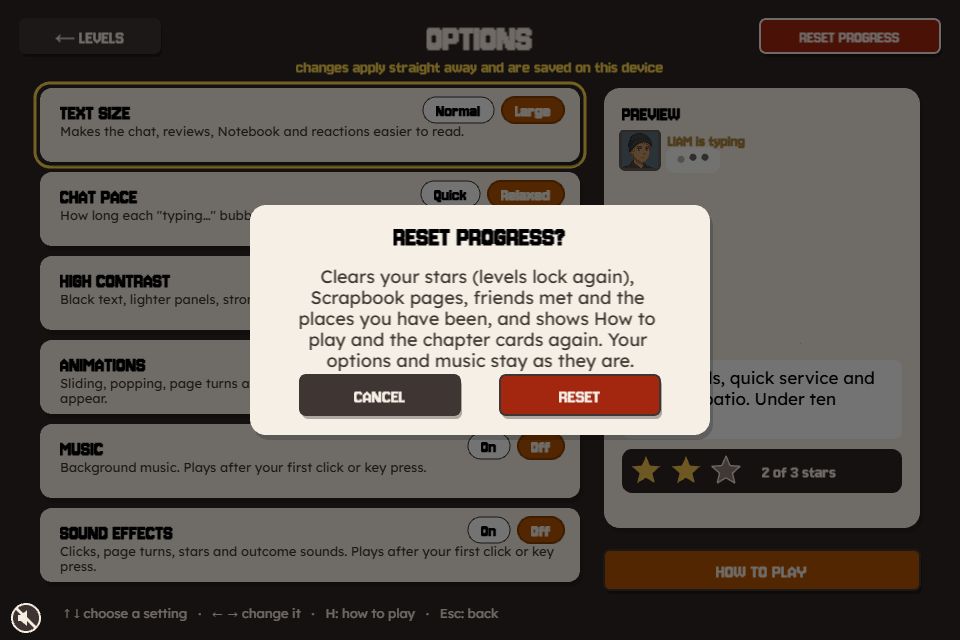 ← LEVELS
OPTIONS
RESET PROGRESS
changes apply straight away and are saved on this device
TEXT SIZE
Normal
Large
Makes the chat, reviews, Notebook and reactions easier to read.
CHAT PACE
Quick
Relaxed
How long each "typing…" bubb
HIGH CONTRAST
Black text, lighter panels, stron
ANIMATIONS
Sliding, popping, page turns a
appear.
MUSIC
On
Off
Background music. Plays after your first click or key press.
SOUND EFFECTS
On
Off
Clicks, page turns, stars and outcome sounds. Plays after your first click or key
press.
PREVIEW
LIAM is typing
ls, quick service and
patio. Under ten
2 of 3 stars
HOW TO PLAY
RESET PROGRESS?
Clears your stars (levels lock again),
Scrapbook pages, friends met and the
places you have been, and shows How to
play and the chapter cards again. Your
options and music stay as they are.
CANCEL
RESET
↑ ↓ choose a setting · ← → change it · H: how to play · Esc: back